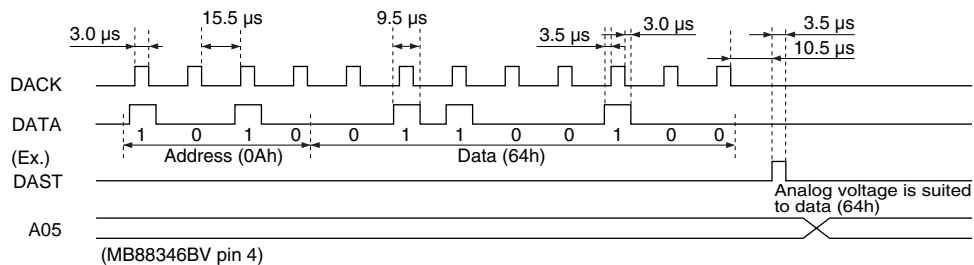 15.5 µs 9.5 µs 3.0 µs 3.5 µs
3.0 µs 3.5 µs 10.5 µs
DACK
DATA
1 0 1 0 0 1 1 0 0 1 0 0
(Ex.) Address (0Ah) Data (64h)
DAST
Analog voltage is suited
to data (64h)
A05
(MB88346BV pin 4)